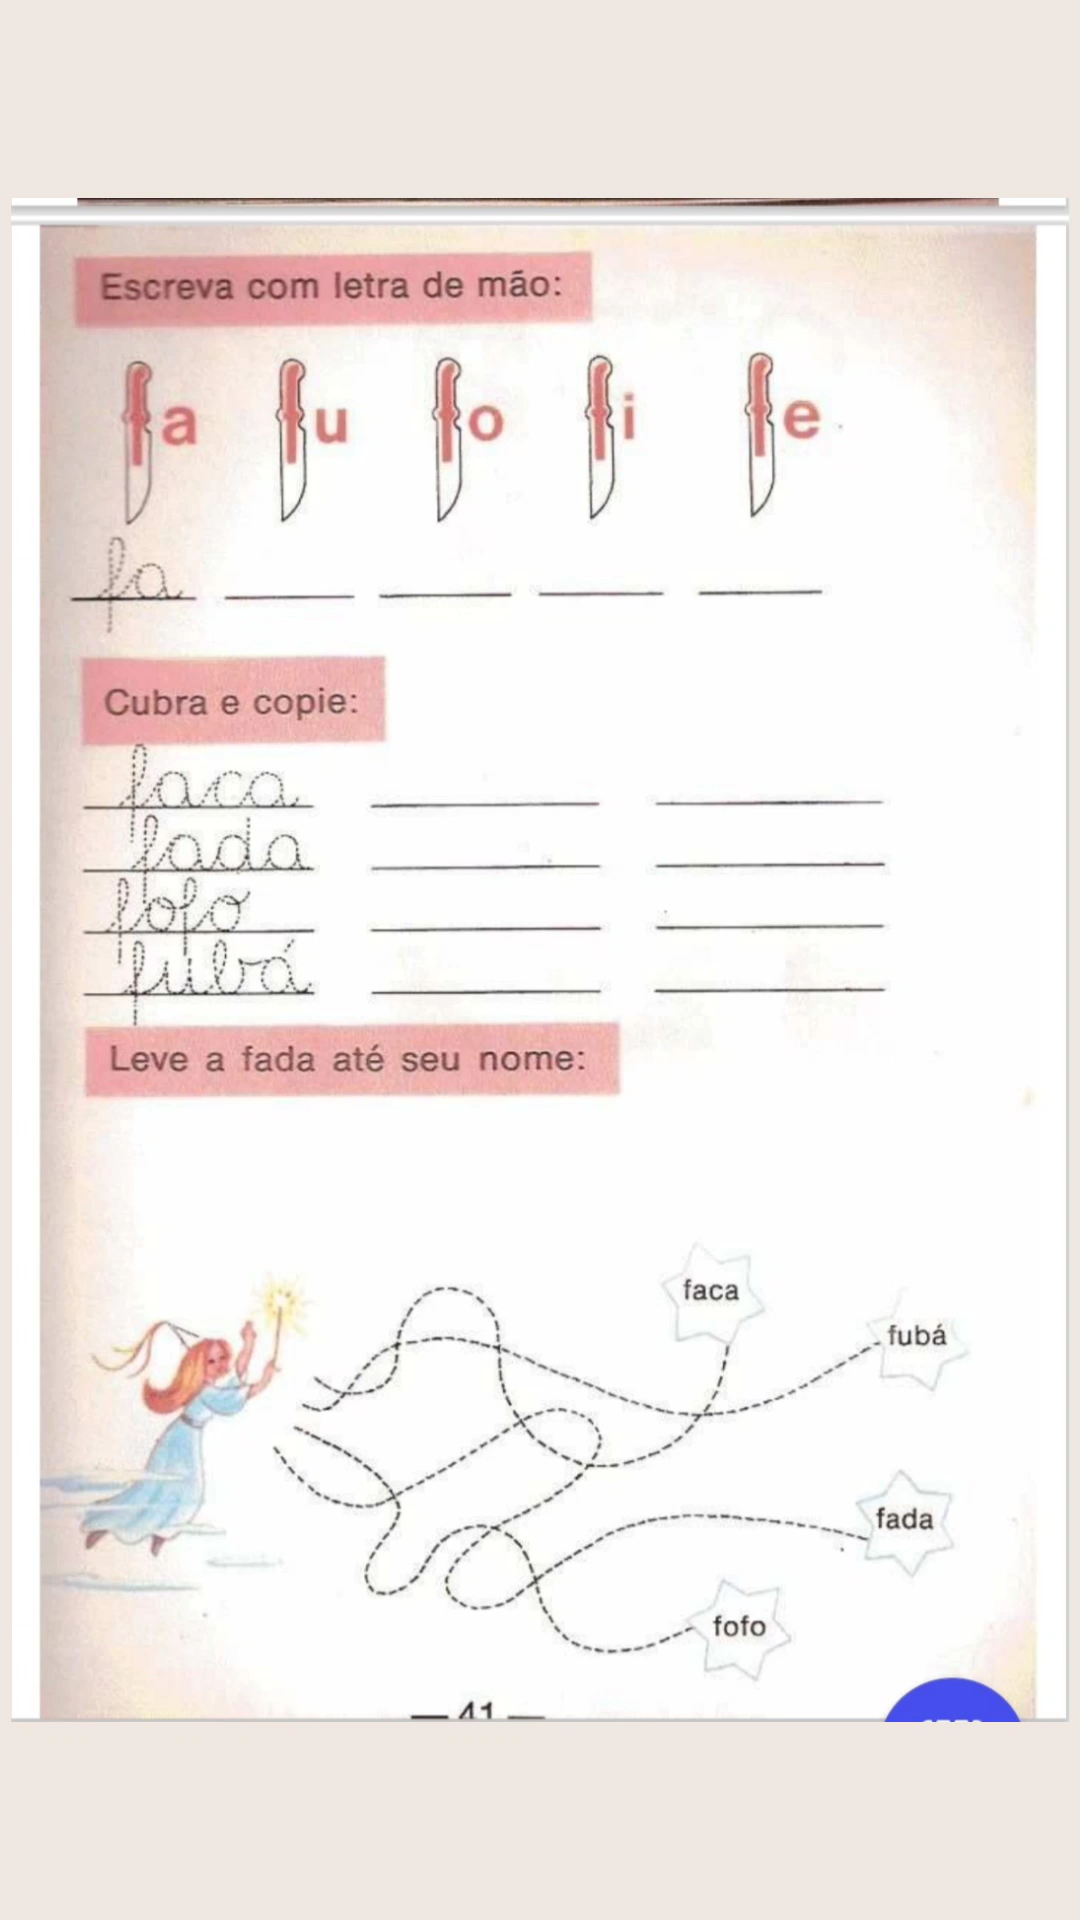 Escreva com letra de mão:
fa fu fo fi fe
fa
Cubra e copie:
faca
fada
fofo
fubá
Leve a fada até seu nome:
faca
fubá
fada
fofo
— 41 —